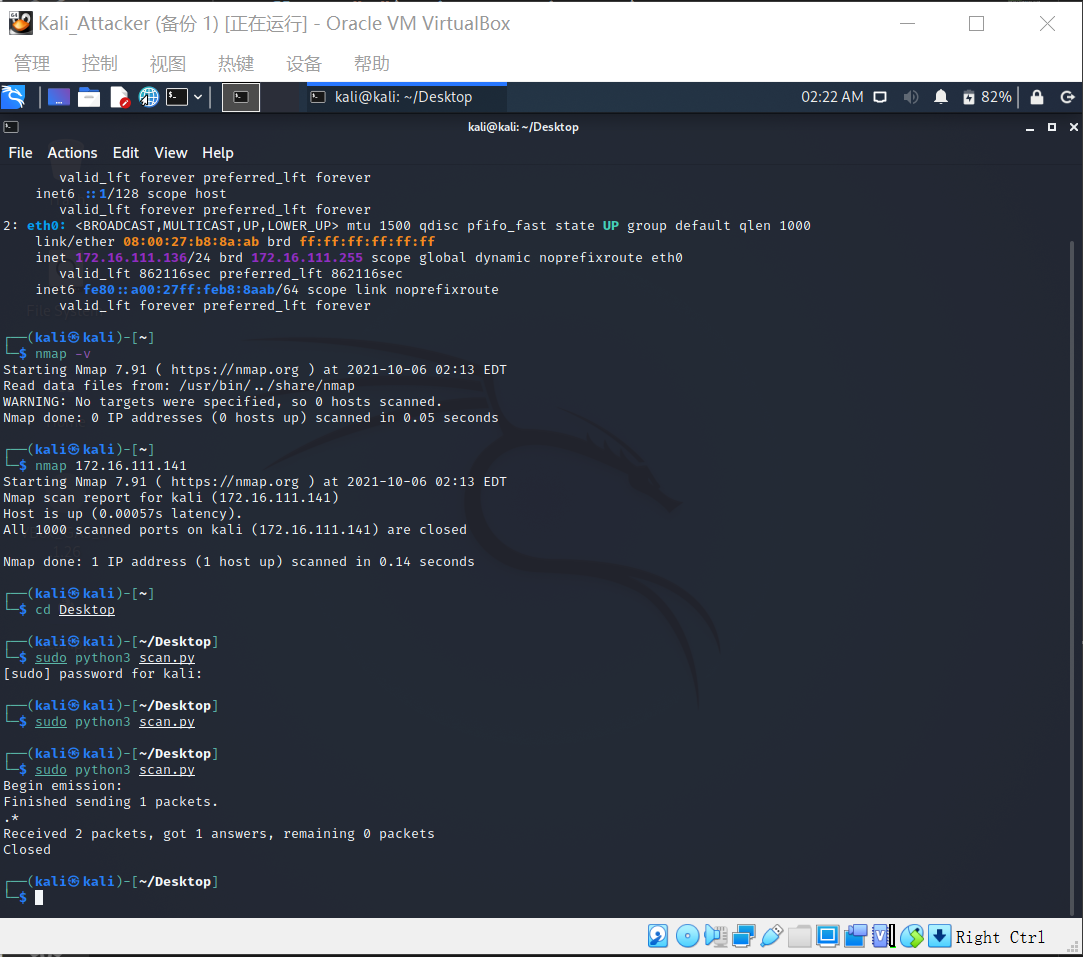 Kali_Attacker (备份 1) [正在运行] - Oracle VM VirtualBox
管理 控制 视图 热键 设备 帮助
kali@kali: ~/Desktop 02:22 AM 82%
kali@kali: ~/Desktop
File Actions Edit View Help
valid_lft forever preferred_lft forever
inet6 ::1/128 scope host
valid_lft forever preferred_lft forever
2: eth0: <BROADCAST,MULTICAST,UP,LOWER_UP> mtu 1500 qdisc pfifo_fast state UP group default qlen 1000
link/ether 08:00:27:b8:8a:ab brd ff:ff:ff:ff:ff:ff
inet 172.16.111.136/24 brd 172.16.111.255 scope global dynamic noprefixroute eth0
valid_lft 862116sec preferred_lft 862116sec
inet6 fe80::a00:27ff:feb8:8aab/64 scope link noprefixroute
valid_lft forever preferred_lft forever
┌──(kali㉿kali)-[~]
└─$ nmap -v
Starting Nmap 7.91 ( https://nmap.org ) at 2021-10-06 02:13 EDT
Read data files from: /usr/bin/../share/nmap
WARNING: No targets were specified, so 0 hosts scanned.
Nmap done: 0 IP addresses (0 hosts up) scanned in 0.05 seconds
┌──(kali㉿kali)-[~]
└─$ nmap 172.16.111.141
Starting Nmap 7.91 ( https://nmap.org ) at 2021-10-06 02:13 EDT
Nmap scan report for kali (172.16.111.141)
Host is up (0.00057s latency).
All 1000 scanned ports on kali (172.16.111.141) are closed
Nmap done: 1 IP address (1 host up) scanned in 0.14 seconds
┌──(kali㉿kali)-[~]
└─$ cd Desktop
┌──(kali㉿kali)-[~/Desktop]
└─$ sudo python3 scan.py
[sudo] password for kali:
┌──(kali㉿kali)-[~/Desktop]
└─$ sudo python3 scan.py
┌──(kali㉿kali)-[~/Desktop]
└─$ sudo python3 scan.py
Begin emission:
Finished sending 1 packets.
.*
Received 2 packets, got 1 answers, remaining 0 packets
Closed
┌──(kali㉿kali)-[~/Desktop]
└─$
Right Ctrl